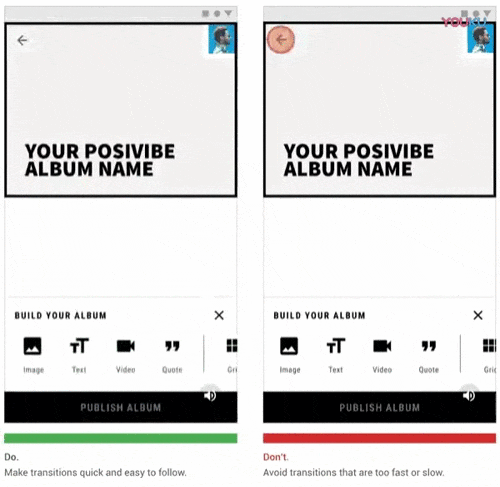 YOUKU
YOUR POSIVIBE
ALBUM NAME
BUILD YOUR ALBUM
Image
Text
Video
Quote
Gri
PUBLISH ALBUM
Do.
Make transitions quick and easy to follow.
YOUR POSIVIBE
ALBUM NAME
BUILD YOUR ALBUM
Image
Text
Video
Quote
Gri
PUBLISH ALBUM
Don't.
Avoid transitions that are too fast or slow.